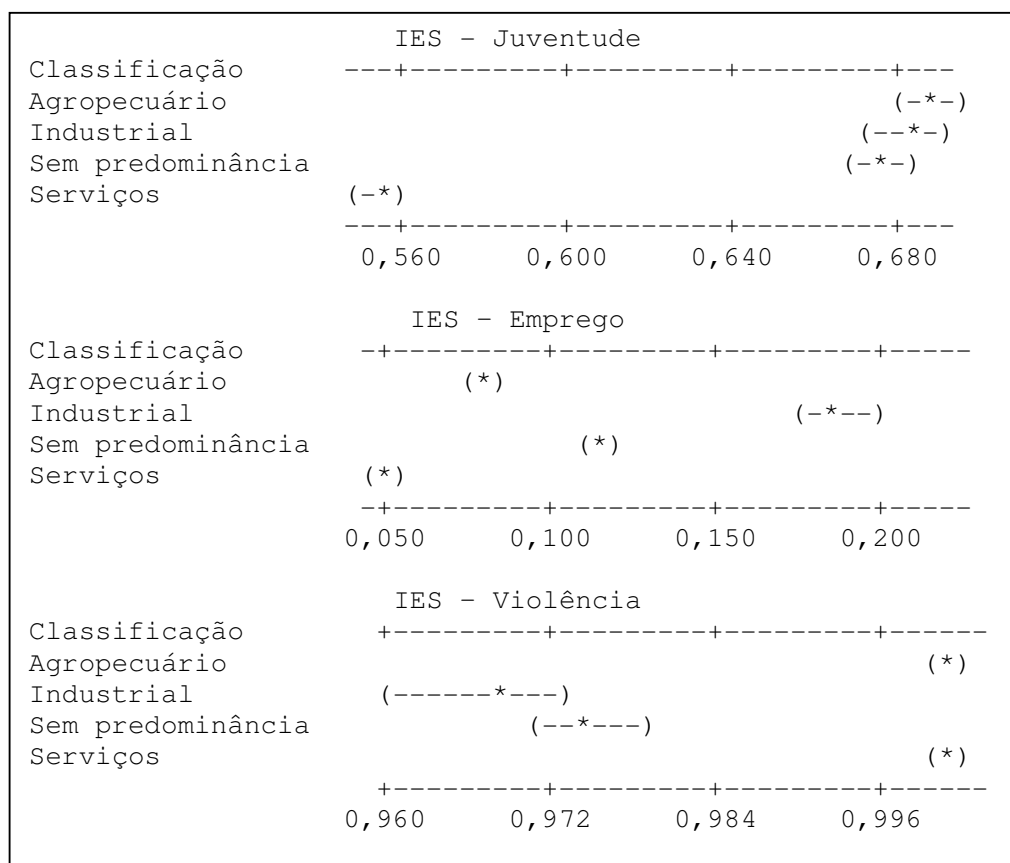 IES - Juventude
Classificação      ---+---------+---------+---------+---
Agropecuário                                        (-*-)
Industrial                                        (--*-)
Sem predominância                                (-*-)
Serviços           (-*)
                   ---+---------+---------+---------+---
                    0,560     0,600     0,640     0,680
                       IES - Emprego
Classificação       -+---------+---------+---------+-----
Agropecuário              (*)
Industrial                                    (-*--)
Sem predominância                (*)
Serviços            (*)
                    -+---------+---------+---------+-----
                   0,050     0,100     0,150     0,200
                      IES - Violência
Classificação        +---------+---------+---------+------
Agropecuário                                          (*)
Industrial           (------*---)
Sem predominância             (--*---)
Serviços                                              (*)
                     +---------+---------+---------+------
                   0,960     0,972     0,984     0,996